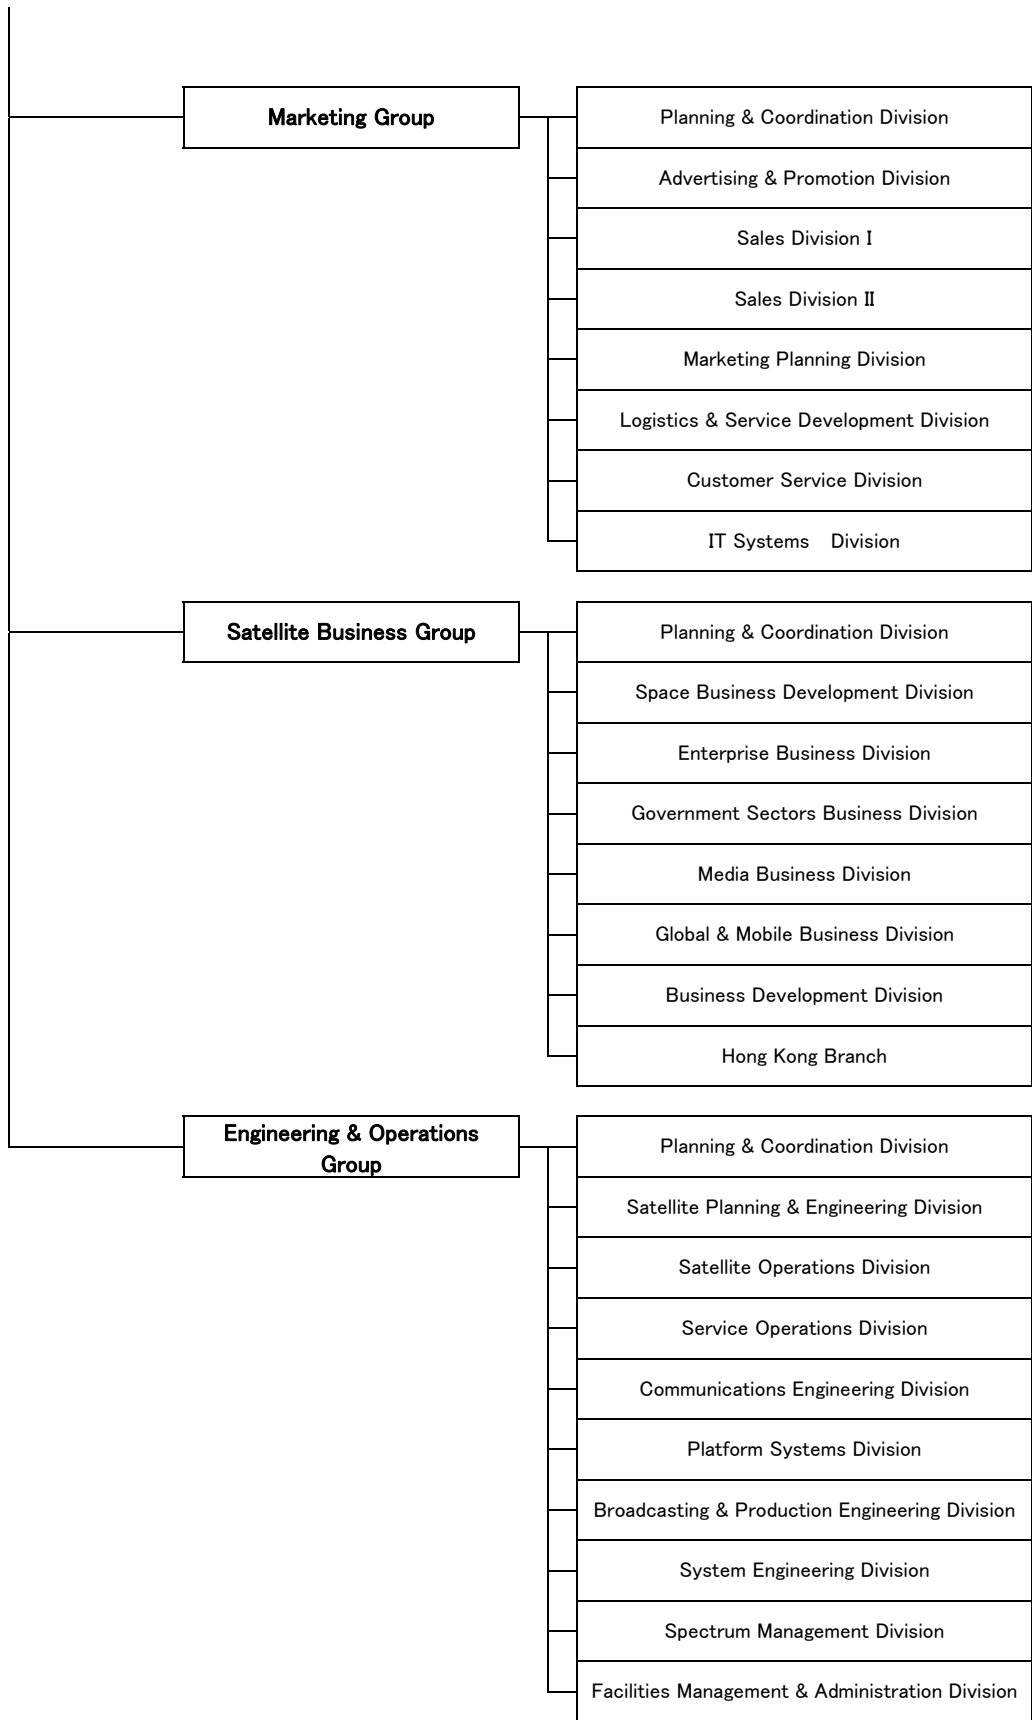 Marketing Group
Planning & Coordination Division
Advertising & Promotion Division
Sales Division I
Sales Division II
Marketing Planning Division
Logistics & Service Development Division
Customer Service Division
IT Systems　Division
Satellite Business Group
Planning & Coordination Division
Space Business Development Division
Enterprise Business Division
Government Sectors Business Division
Media Business Division
Global & Mobile Business Division
Business Development Division
Hong Kong Branch
Engineering & Operations
Group
Planning & Coordination Division
Satellite Planning & Engineering Division
Satellite Operations Division
Service Operations Division
Communications Engineering Division
Platform Systems Division
Broadcasting & Production Engineering Division
System Engineering Division
Spectrum Management Division
Facilities Management & Administration Division